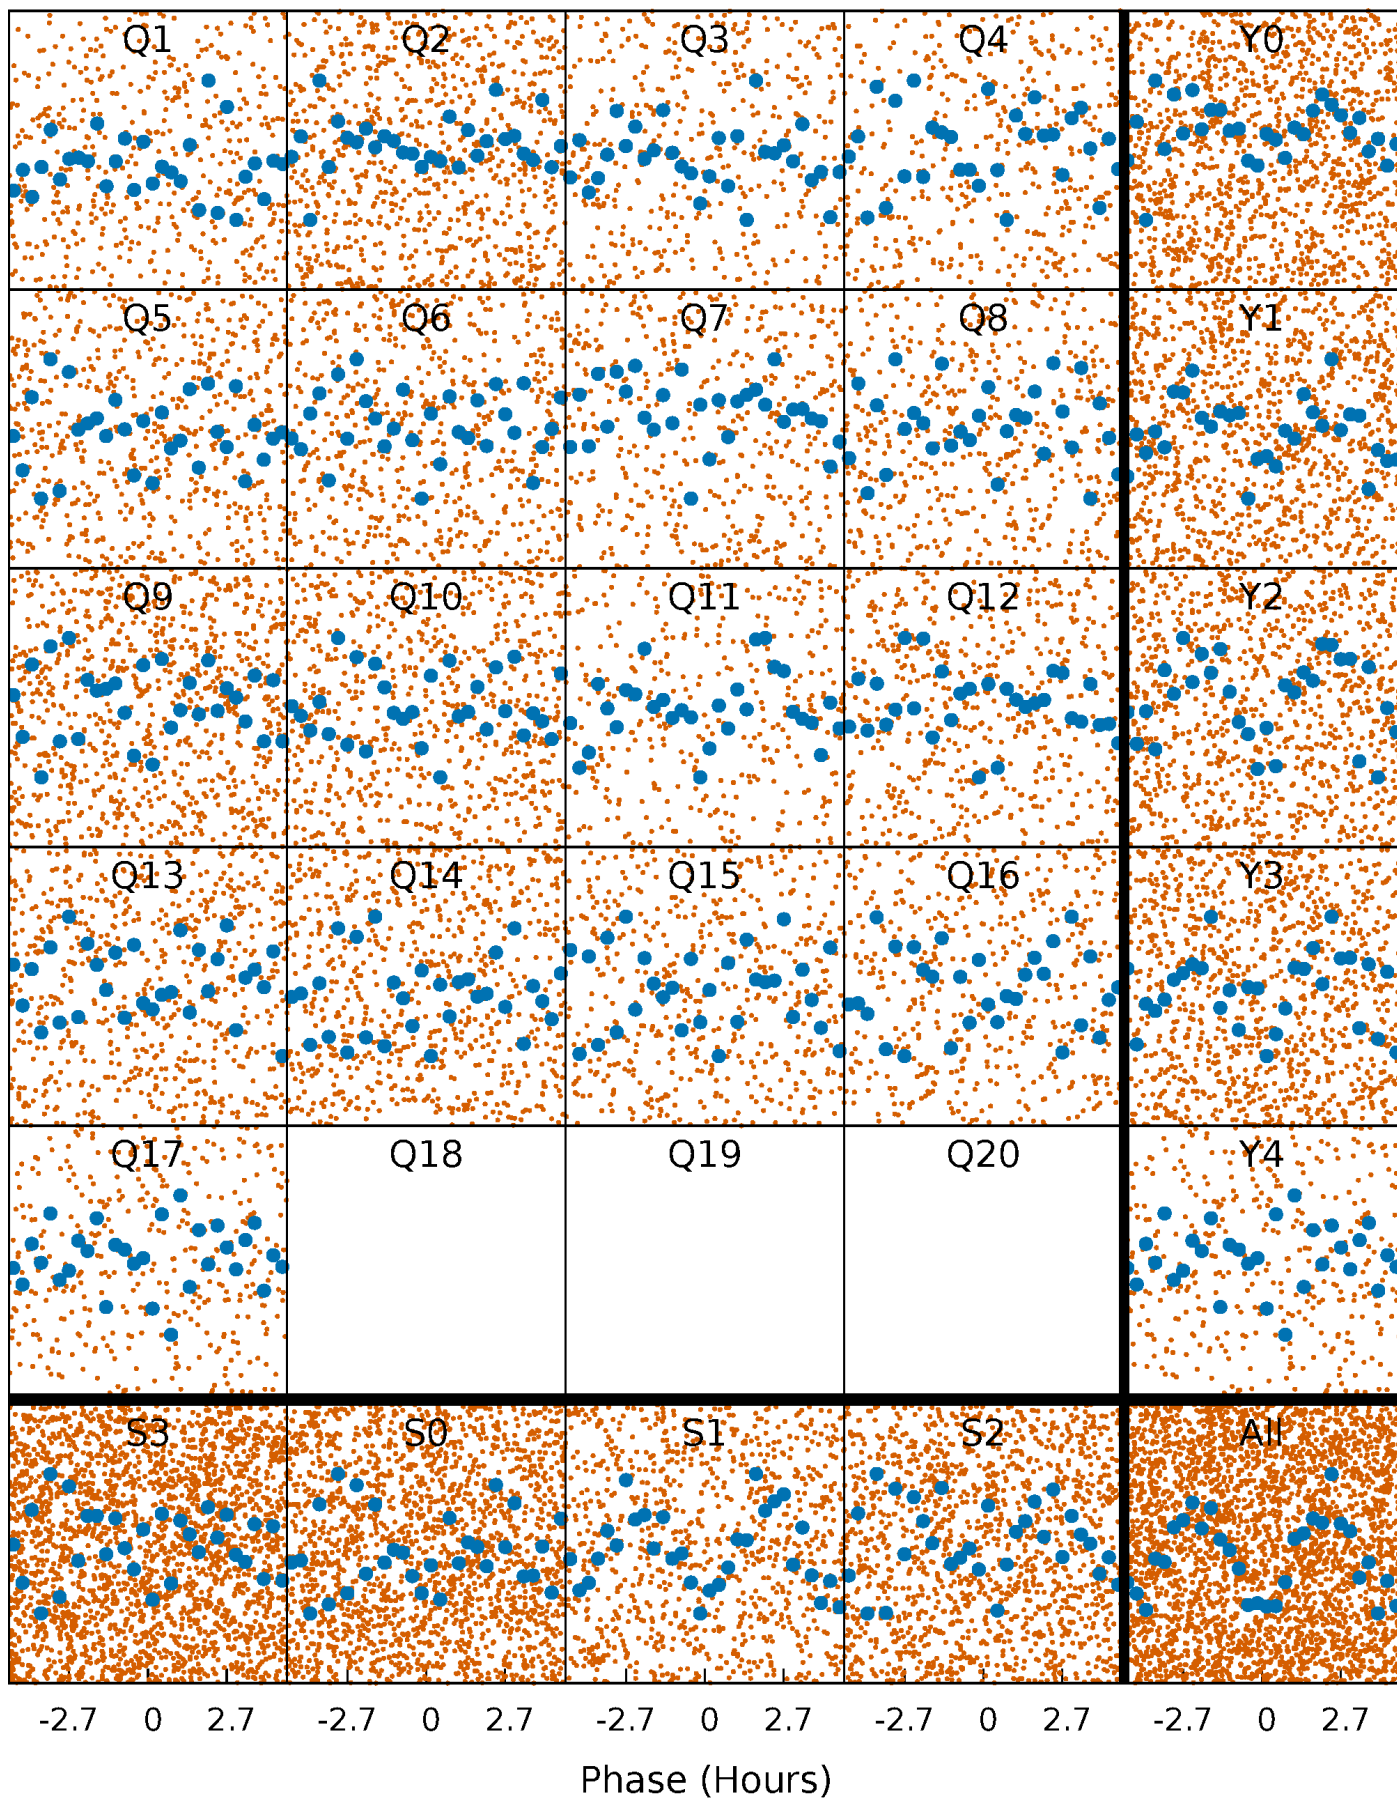 Q1 Q2 Q3 Q4 Y0
Q5 Q6 Q7 Q8 Y1
Q9 Q10 Q11 Q12 Y2
Q13 Q14 Q15 Q16 Y3
Q17 Q18 Q19 Q20 Y4
S3 S0 S1 S2 All
-2.7 0 2.7 -2.7 0 2.7 -2.7 0 2.7 -2.7 0 2.7 -2.7 0 2.7
Phase (Hours)